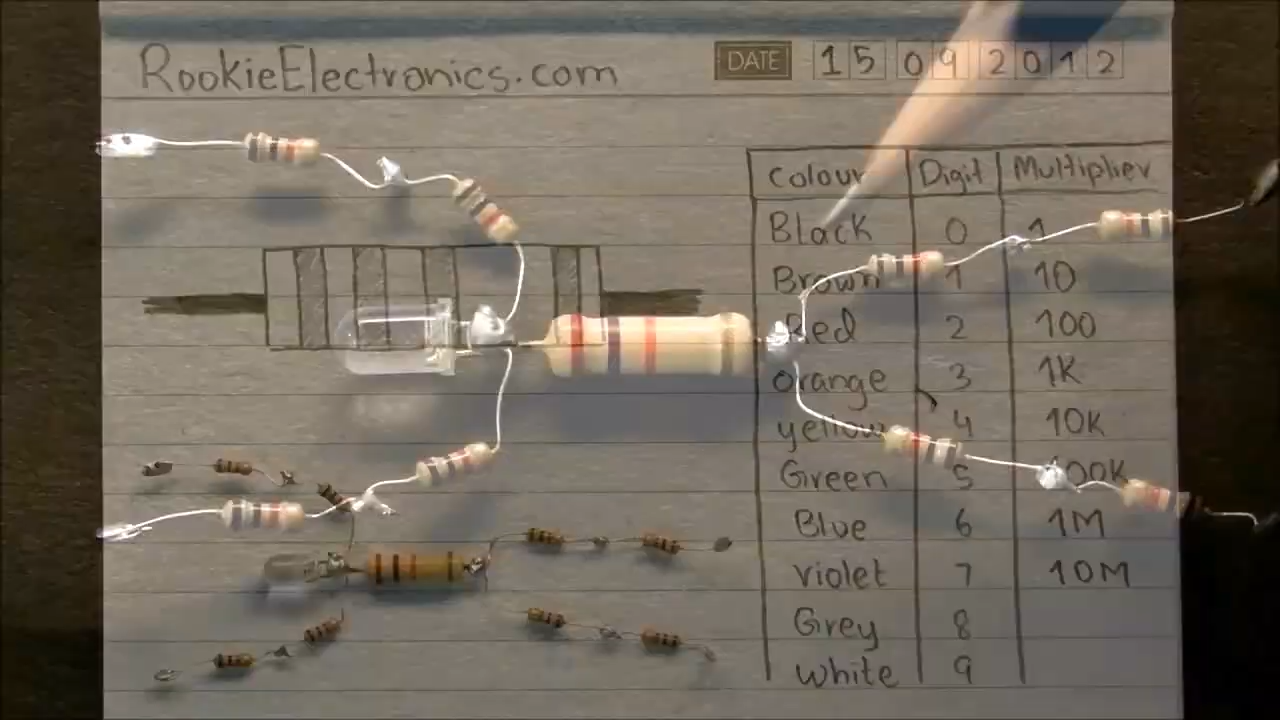 RookieElectronics.com
DATE 15 09 2012
Colour Digit Multiplier
Black 0 1
Brown 1 10
Red 2 100
orange 3 1K
yellow 4 10K
Green 5 100K
Blue 6 1M
violet 7 10M
Grey 8
white 9